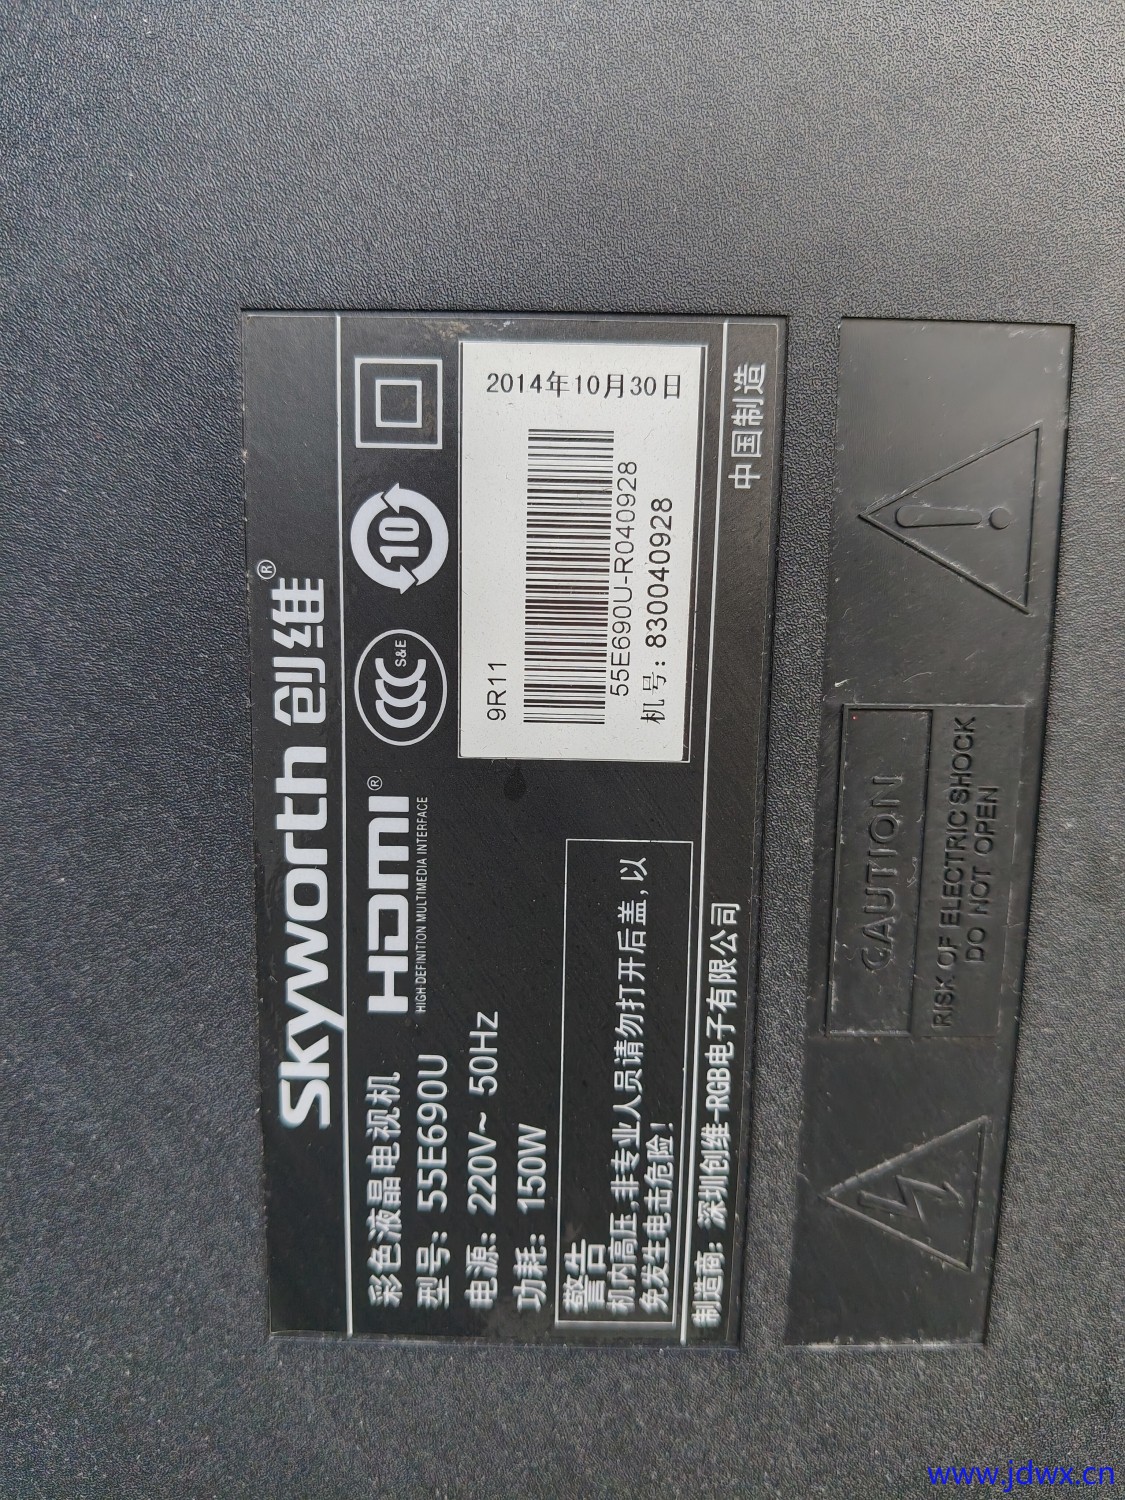 Skyworth 创维®
彩色液晶电视机
型号: 55E690U
电源: 220V~ 50Hz
功耗: 150W
HDMI®
HIGH-DEFINITION MULTIMEDIA INTERFACE
S&E
10
9R11
2014年10月30日
55E690U-R040928
机号: 830040928
警告
机内高压,非专业人员请勿打开后盖,以
免发生电击危险!
制造商: 深圳创维-RGB电子有限公司
中国制造
CAUTION
RISK OF ELECTRIC SHOCK
DO NOT OPEN
www.jdwx.cn